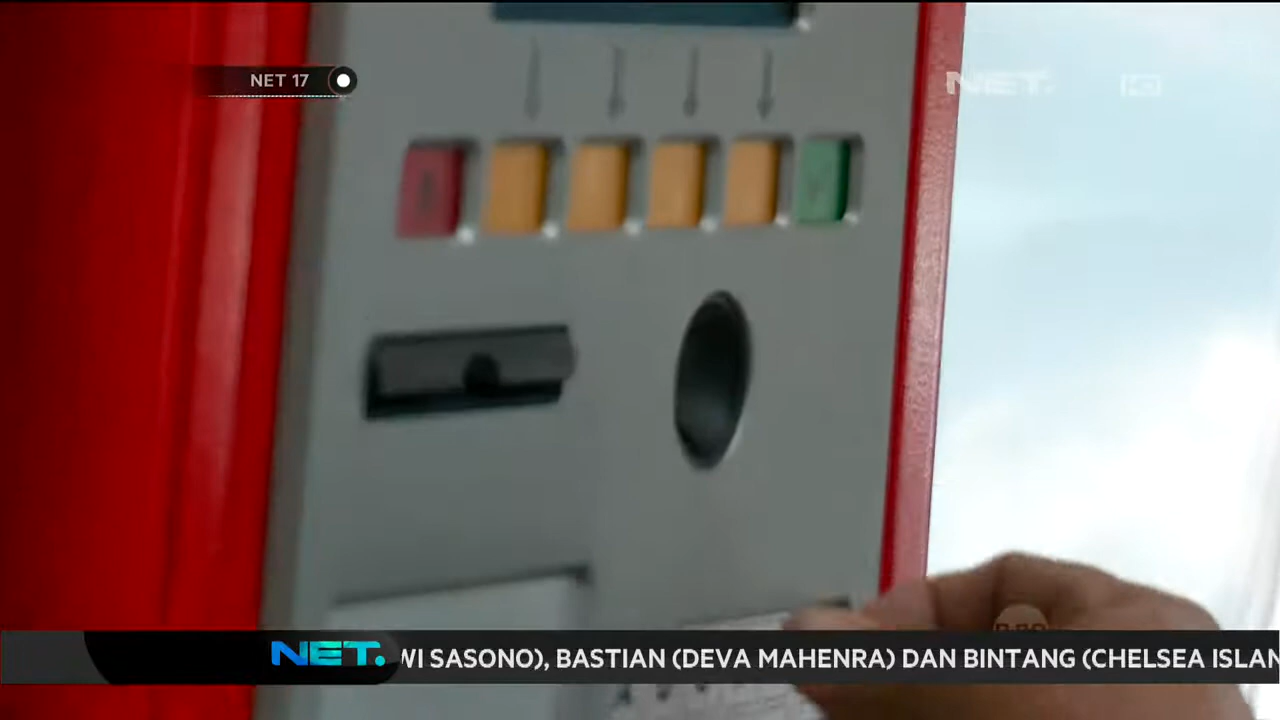 NET 17
NET.
NET. WI SASONO), BASTIAN (DEVA MAHENRA) DAN BINTANG (CHELSEA ISLAN